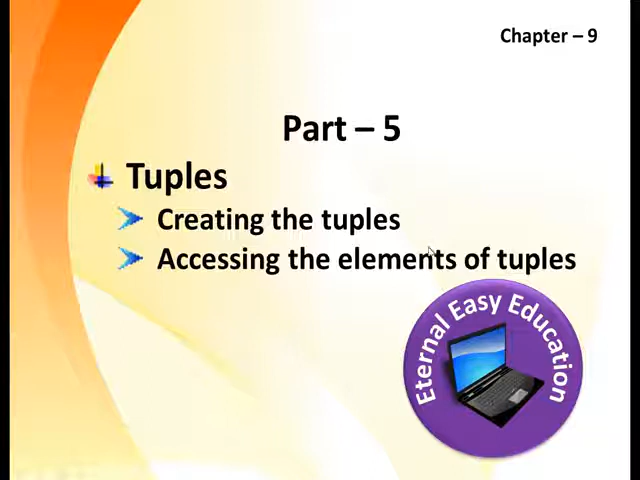 Chapter – 9
Part – 5
Tuples
Creating the tuples
Accessing the elements of tuples
Eternal Easy Education